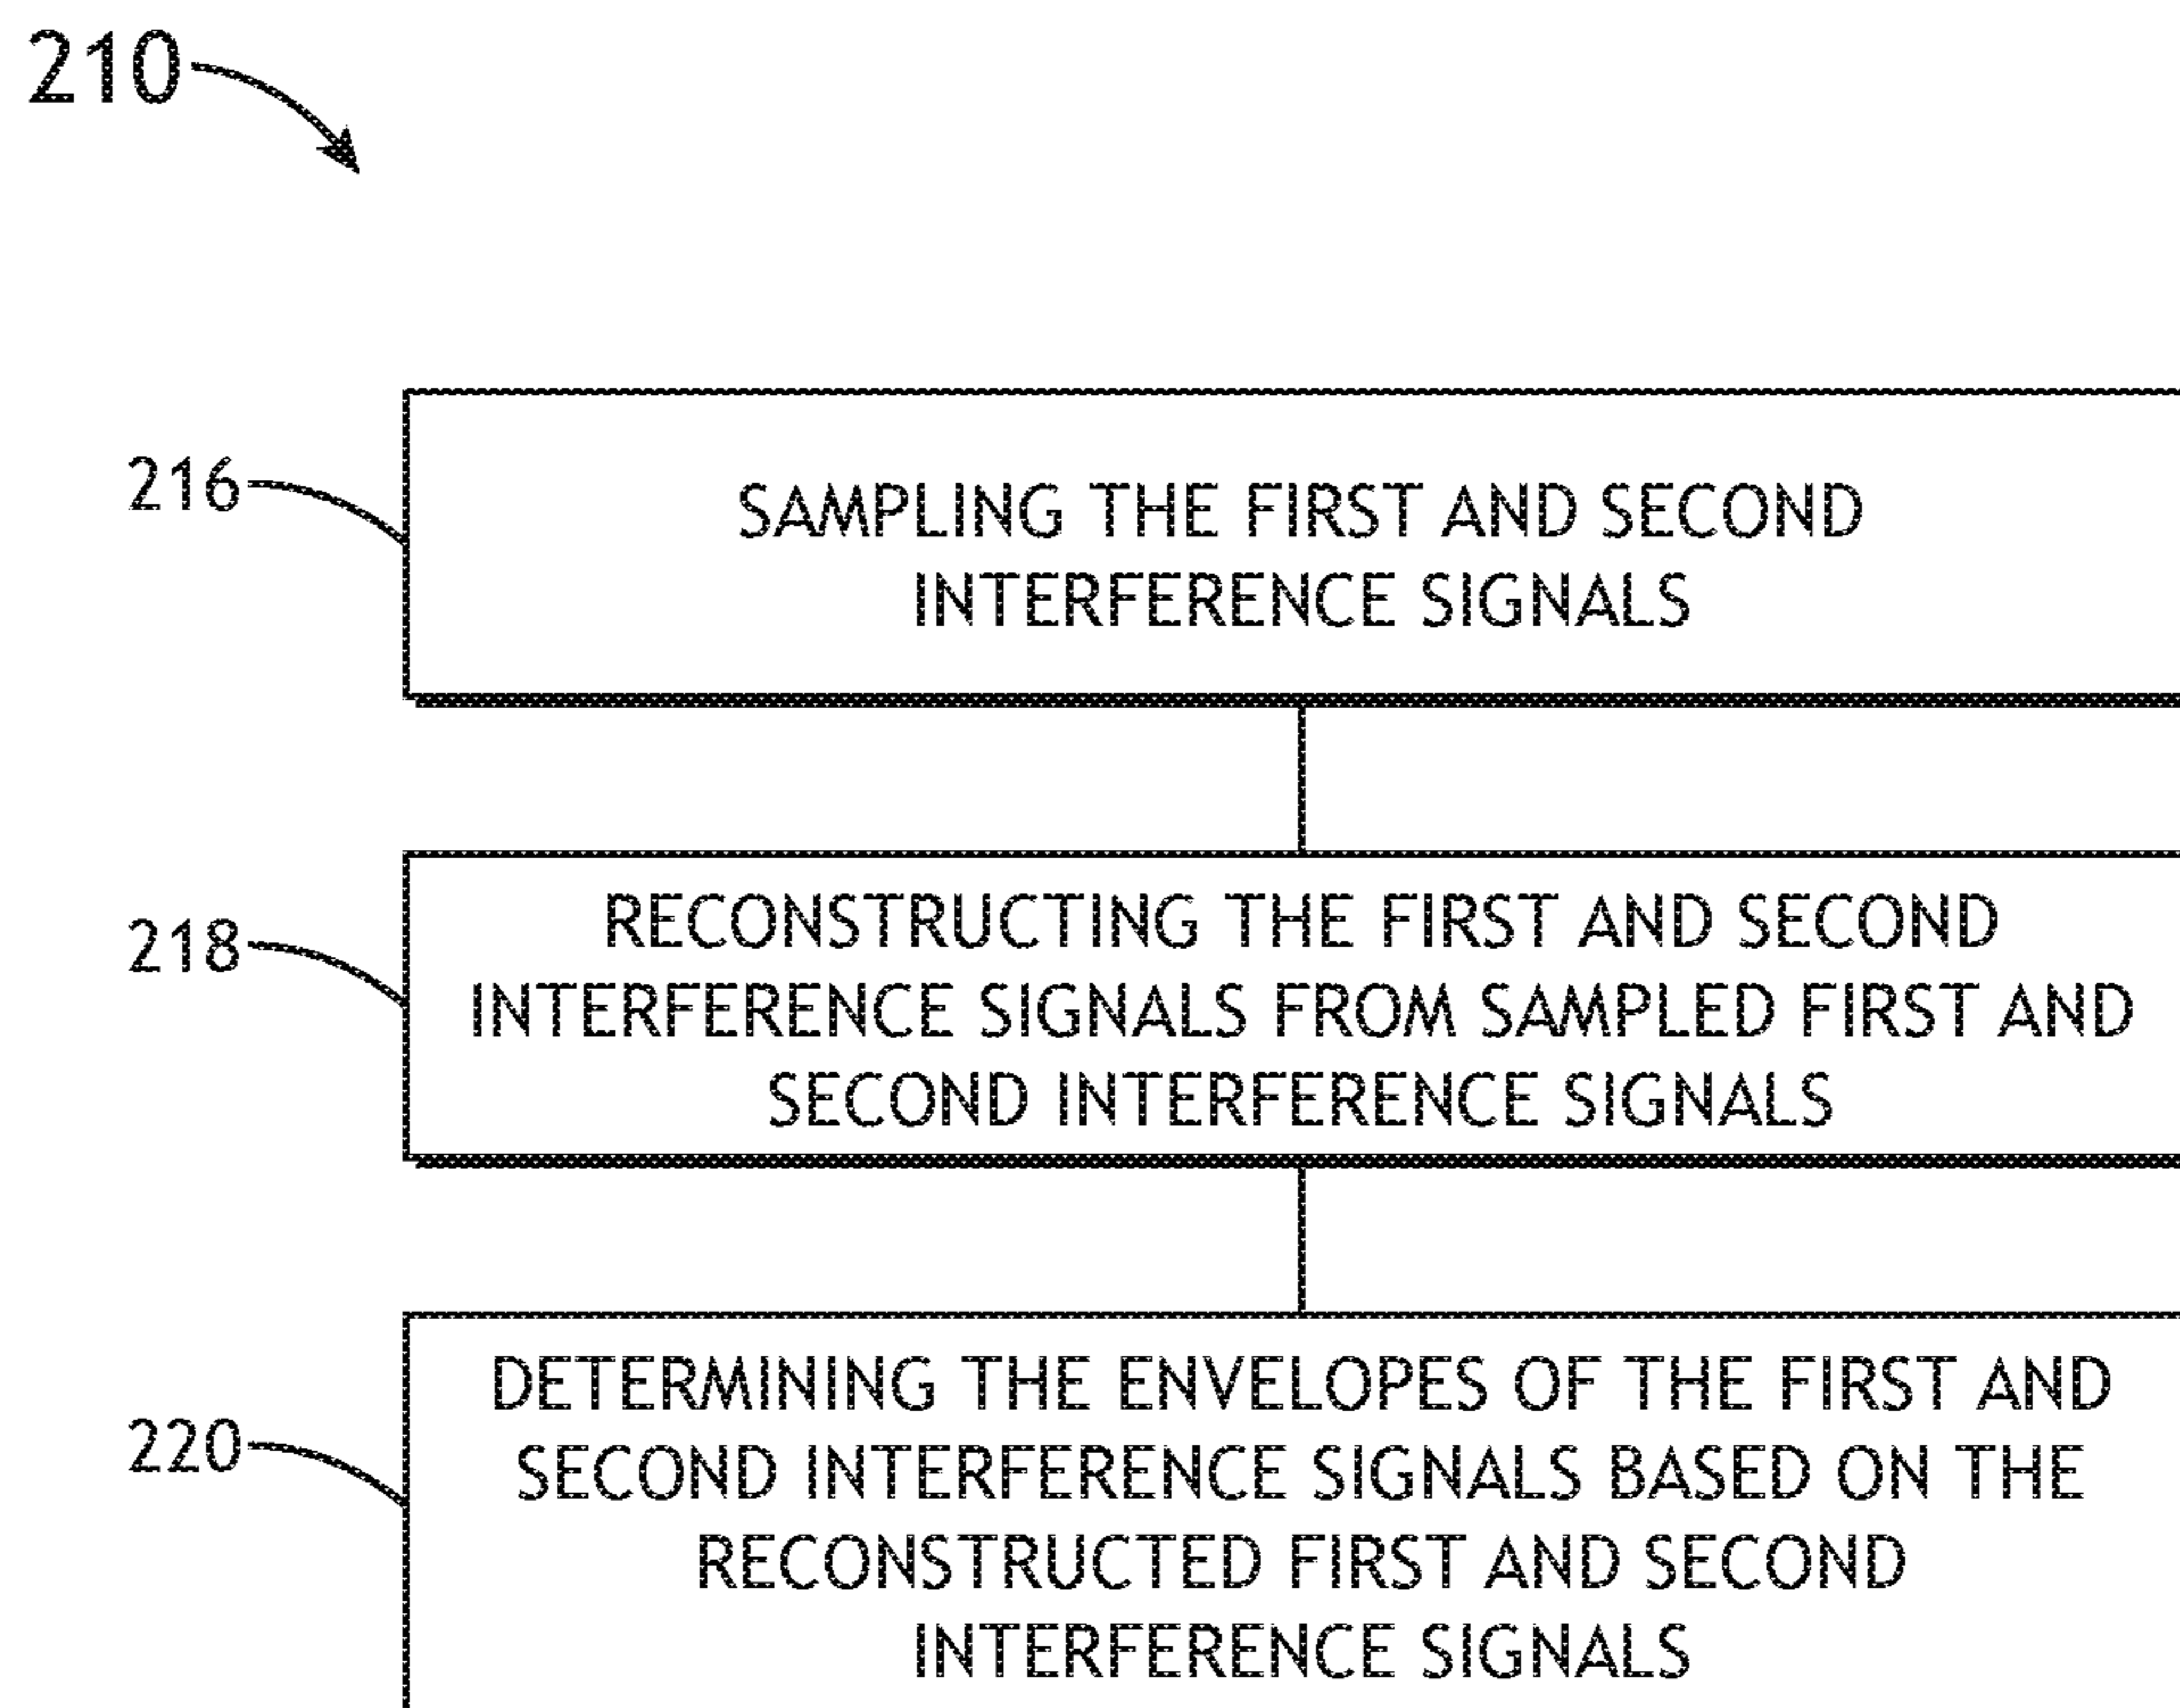 210
216
SAMPLING THE FIRST AND SECOND
INTERFERENCE SIGNALS
218
RECONSTRUCTING THE FIRST AND SECOND
INTERFERENCE SIGNALS FROM SAMPLED FIRST AND
SECOND INTERFERENCE SIGNALS
220
DETERMINING THE ENVELOPES OF THE FIRST AND
SECOND INTERFERENCE SIGNALS BASED ON THE
RECONSTRUCTED FIRST AND SECOND
INTERFERENCE SIGNALS